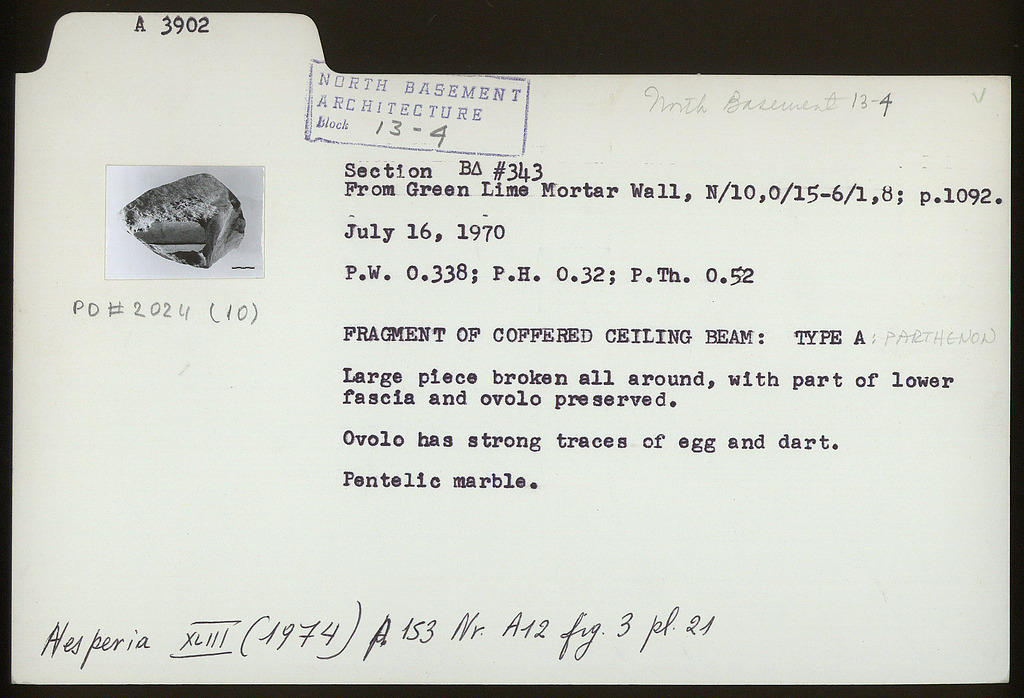 A 3902
NORTH BASEMENT
ARCHITECTURE
Block 13-4
North Basement 13-4
Section BΔ #343
From Green Lime Mortar Wall, N/10,0/15-6/1,8; p.1092.
July 16, 1970
P.W. 0.338; P.H. 0.32; P.Th. 0.52
PD # 2024 (10)
FRAGMENT OF COFFERED CEILING BEAM: TYPE A: PARTHENON
Large piece broken all around, with part of lower
fascia and ovolo preserved.
Ovolo has strong traces of egg and dart.
Pentelic marble.
Hesperia XLIII (1974) p. 153 Nr. A12 fig. 3 pl. 21